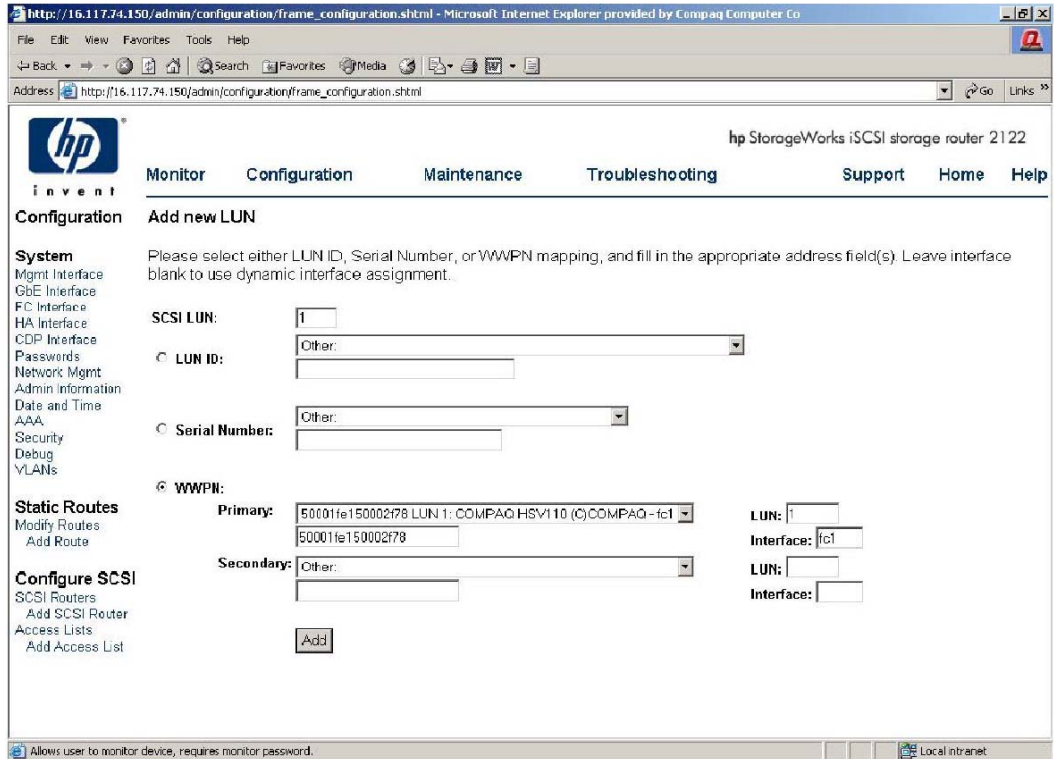 http://16.117.74.150/admin/configuration/frame_configuration.shtml - Microsoft Internet Explorer provided by Compaq Computer Co
File Edit View Favorites Tools Help
Back Search Favorites Media
Address http://16.117.74.150/admin/configuration/frame_configuration.shtml Go Links »
hp
invent
hp StorageWorks iSCSI storage router 2122
Monitor Configuration Maintenance Troubleshooting Support Home Help
Configuration
System
Mgmt Interface
GbE Interface
FC Interface
HA Interface
CDP Interface
Passwords
Network Mgmt
Admin Information
Date and Time
AAA
Security
Debug
VLANs
Static Routes
Modify Routes
Add Route
Configure SCSI
SCSI Routers
Add SCSI Router
Access Lists
Add Access List
Add new LUN
Please select either LUN ID, Serial Number, or WWPN mapping, and fill in the appropriate address field(s). Leave interface
blank to use dynamic interface assignment.
SCSI LUN: 1
LUN ID: Other:
Serial Number: Other:
WWPN:
Primary: 50001fe150002f78 LUN 1: COMPAQ HSV110 (C)COMPAQ - fc1 LUN: 1
50001fe150002f78 Interface: fc1
Secondary: Other: LUN:
Interface:
Add
Allows user to monitor device, requires monitor password. Local intranet